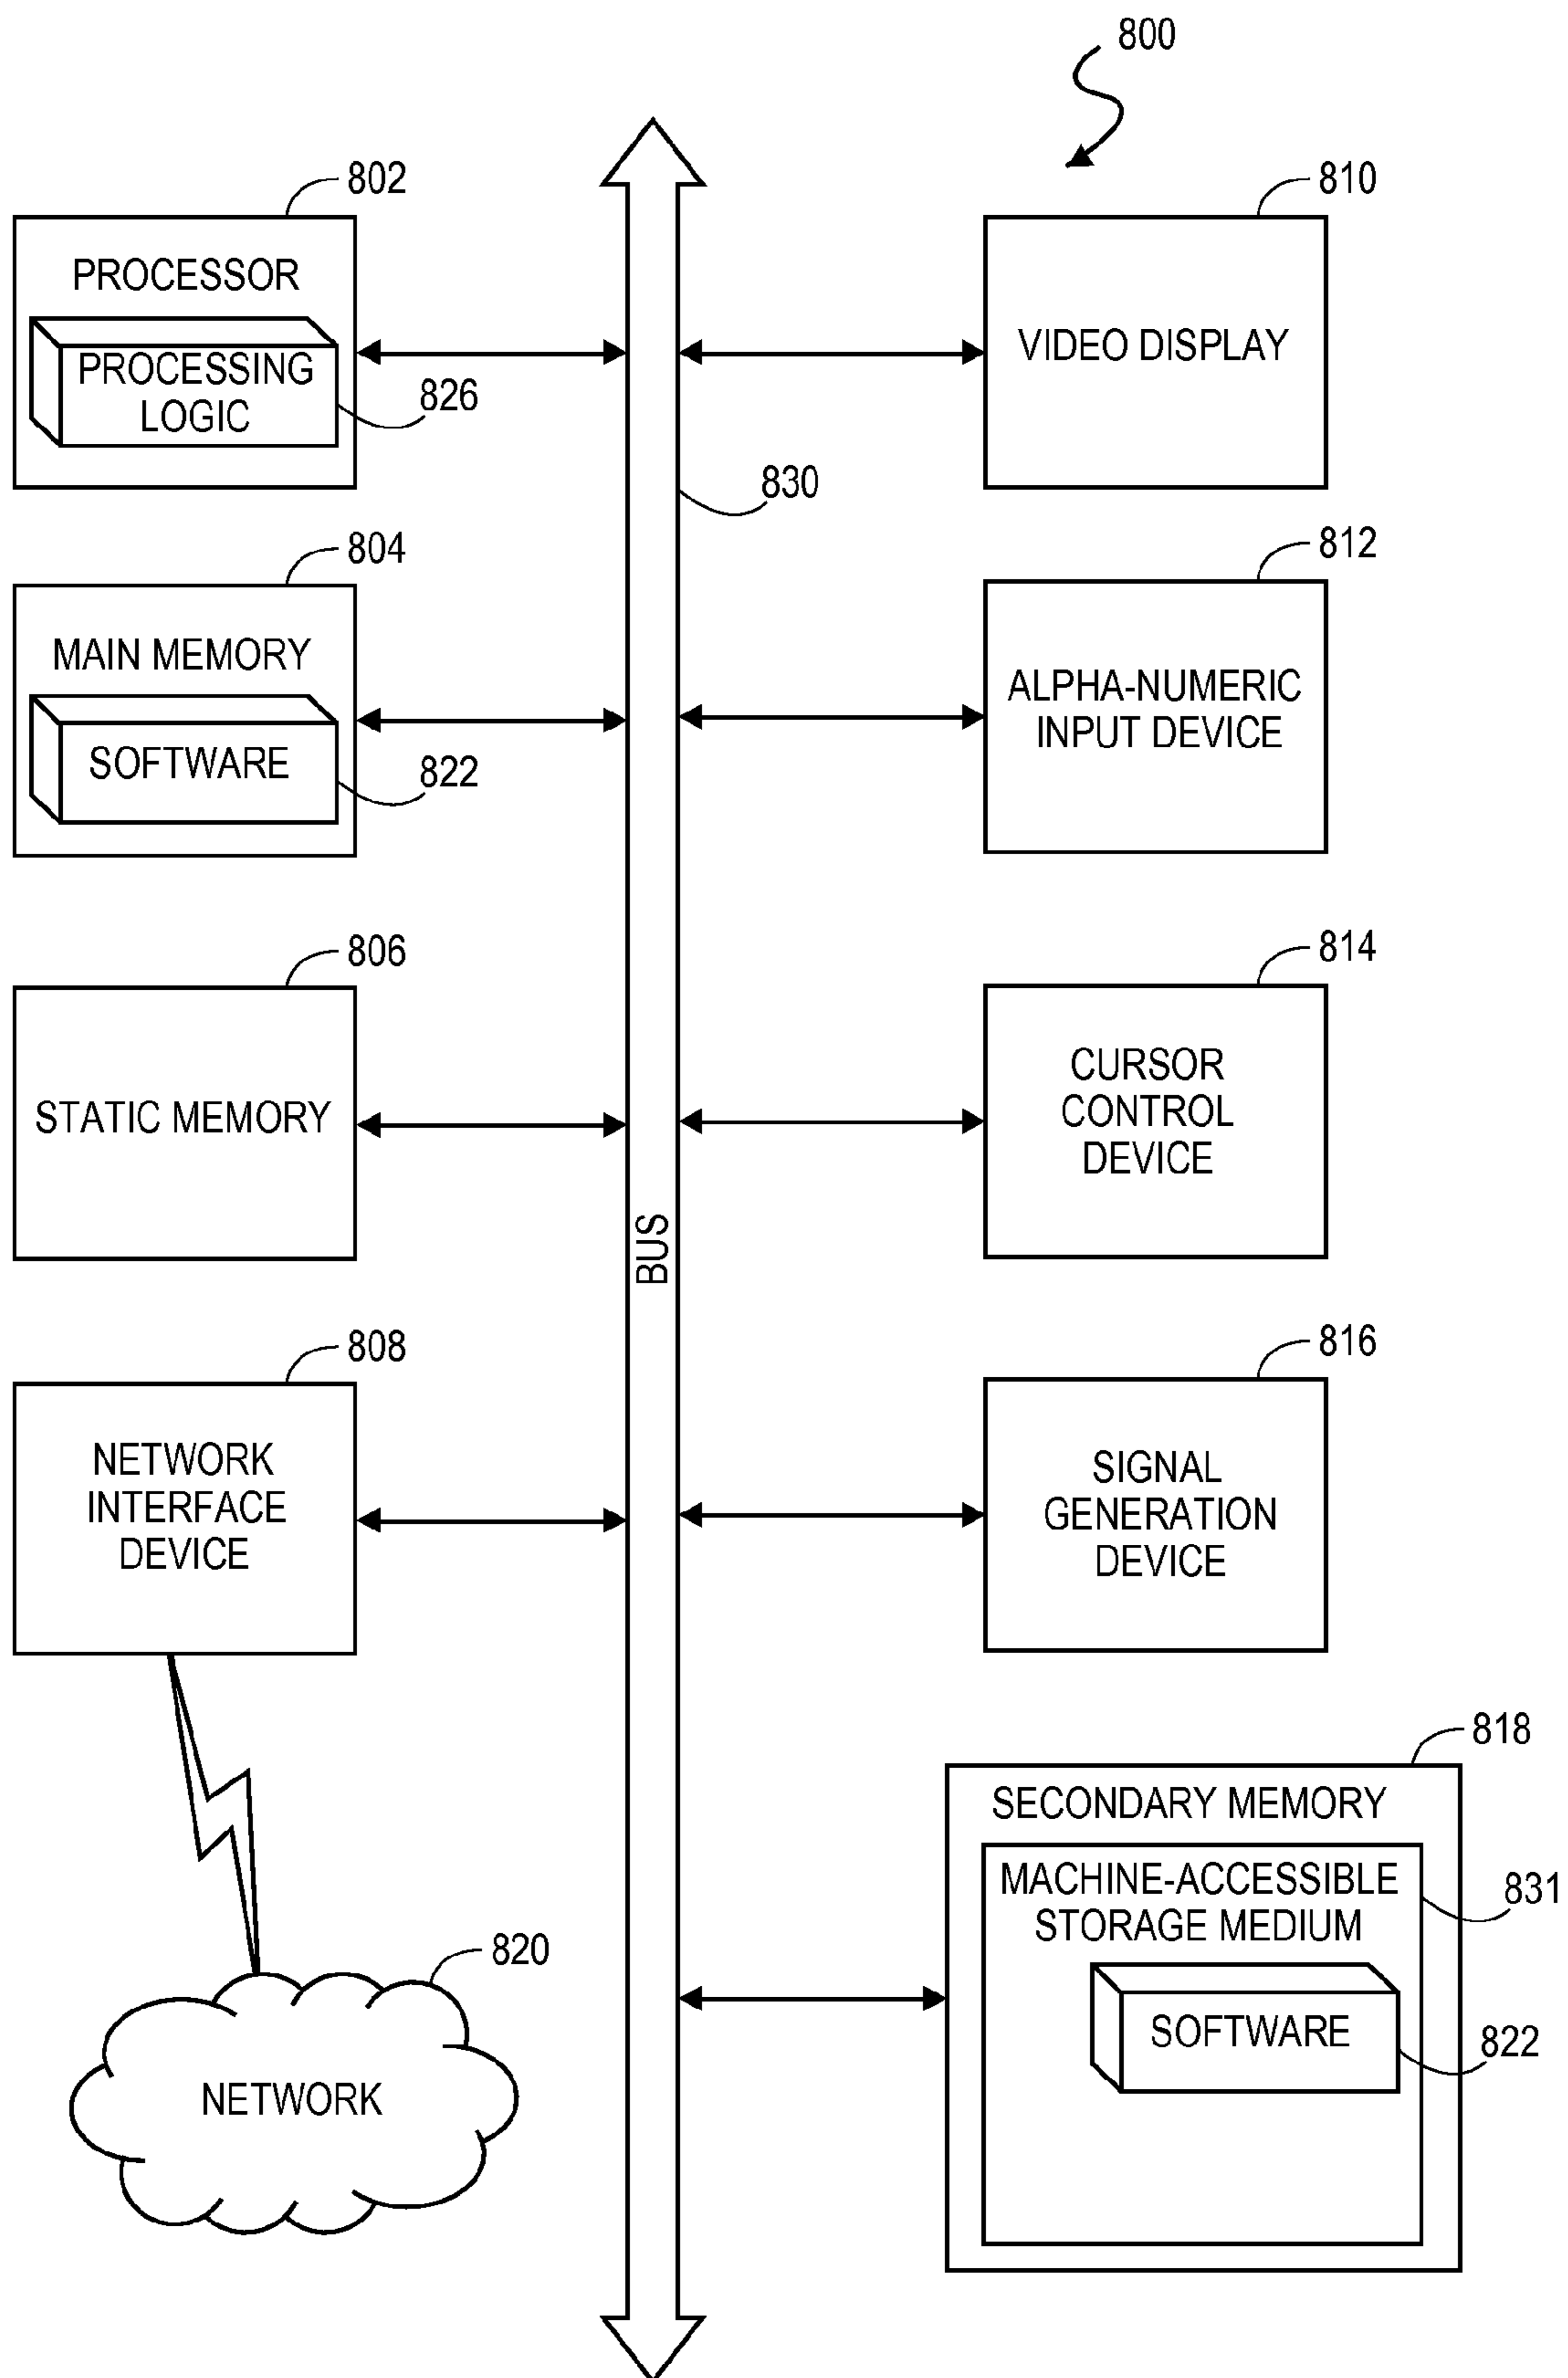 800
802
PROCESSOR
PROCESSING
LOGIC
826
810
VIDEO DISPLAY
830
804
MAIN MEMORY
SOFTWARE
822
812
ALPHA-NUMERIC
INPUT DEVICE
806
STATIC MEMORY
814
CURSOR
CONTROL
DEVICE
BUS
808
NETWORK
INTERFACE
DEVICE
816
SIGNAL
GENERATION
DEVICE
818
SECONDARY MEMORY
MACHINE-ACCESSIBLE
STORAGE MEDIUM
831
SOFTWARE
822
820
NETWORK